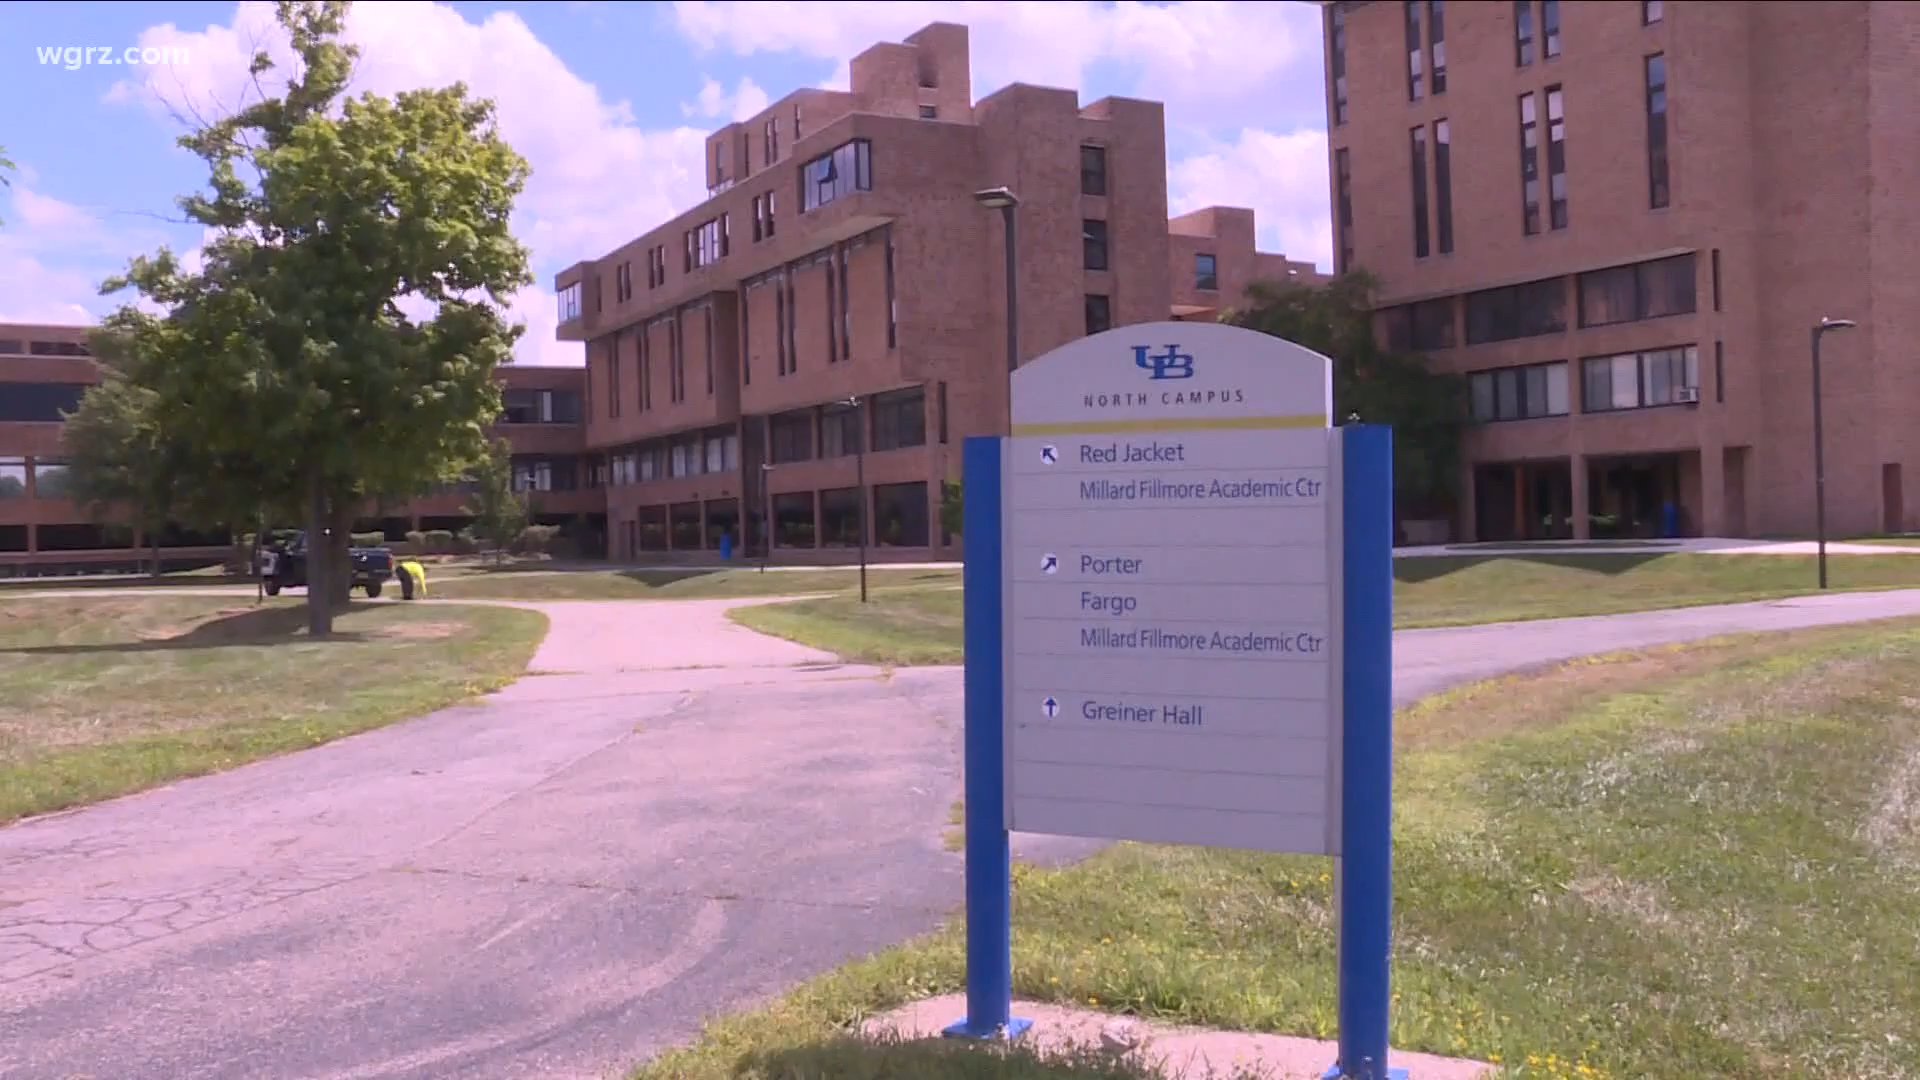 wgrz.com
UB
NORTH CAMPUS
Red Jacket
Millard Fillmore Academic Ctr
Porter
Fargo
Millard Fillmore Academic Ctr
Greiner Hall